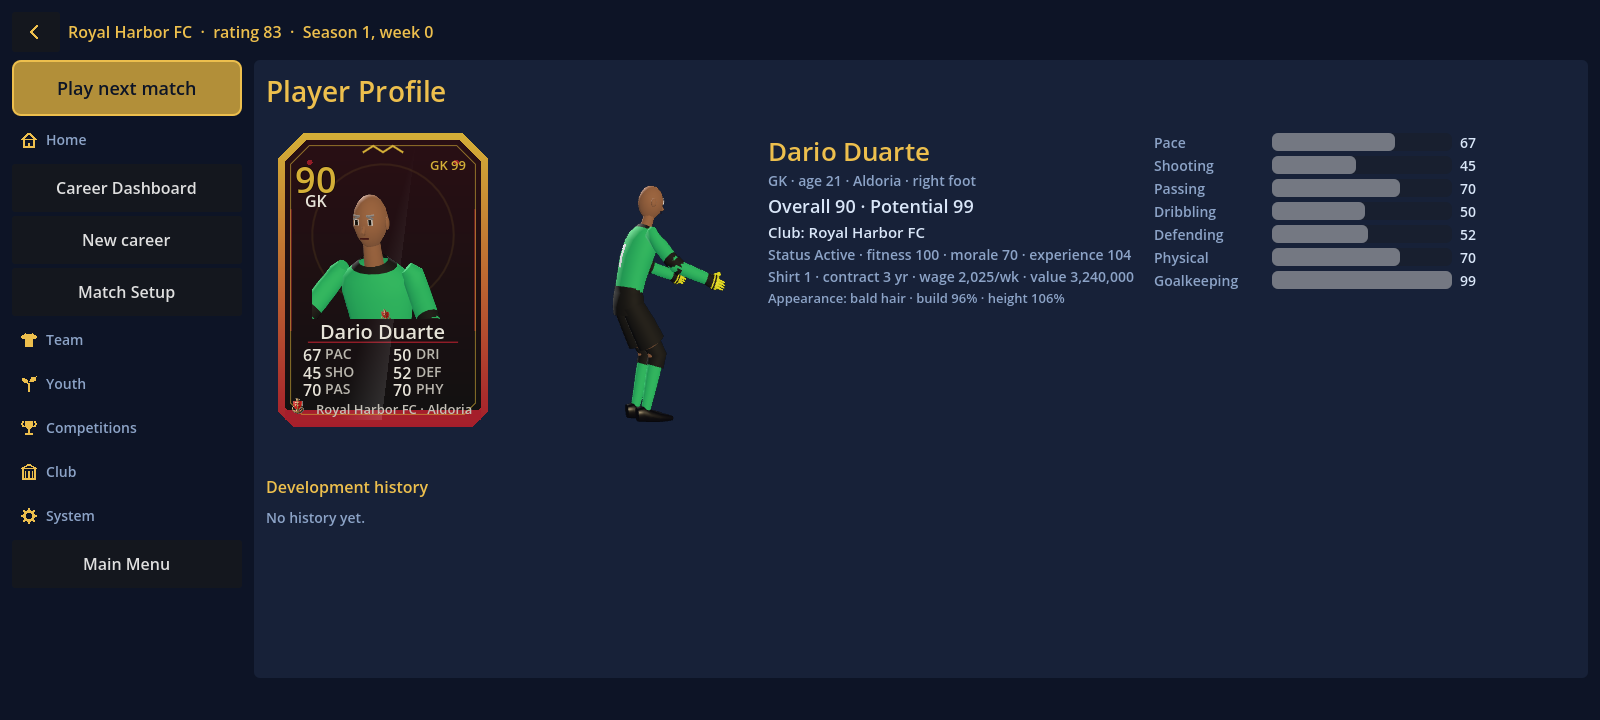 Royal Harbor FC · rating 83 · Season 1, week 0
Play next match
Home
Career Dashboard
New career
Match Setup
Team
Youth
Competitions
Club
System
Main Menu
Player Profile
90
GK
GK 99
Dario Duarte
67 PAC 50 DRI
45 SHO 52 DEF
70 PAS 70 PHY
Royal Harbor FC · Aldoria
Dario Duarte
GK · age 21 · Aldoria · right foot
Overall 90 · Potential 99
Club: Royal Harbor FC
Status Active · fitness 100 · morale 70 · experience 104
Shirt 1 · contract 3 yr · wage 2,025/wk · value 3,240,000
Appearance: bald hair · build 96% · height 106%
Pace 67
Shooting 45
Passing 70
Dribbling 50
Defending 52
Physical 70
Goalkeeping 99
Development history
No history yet.